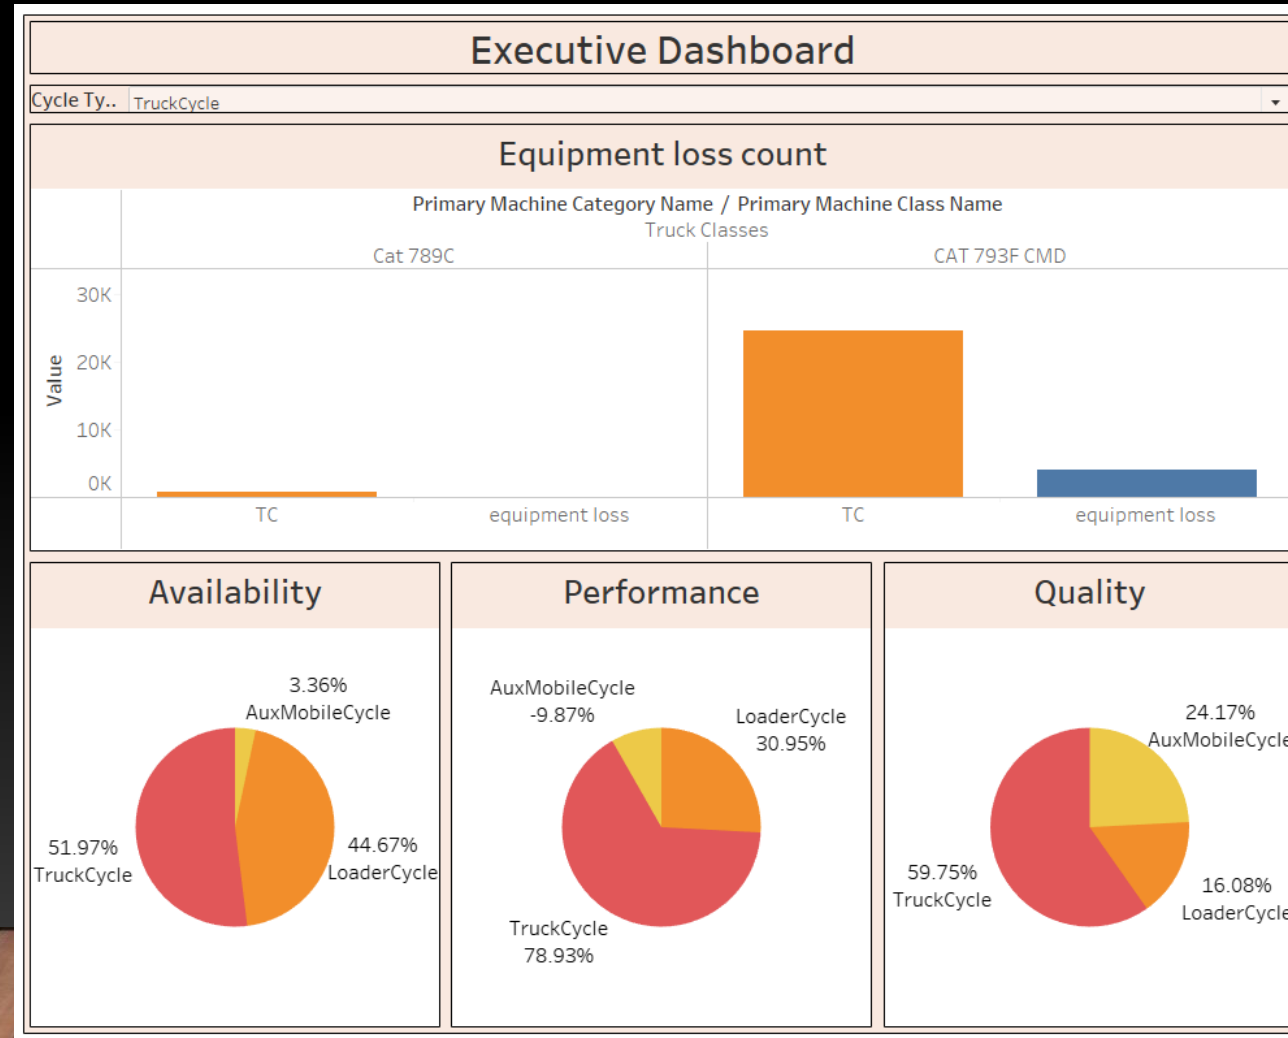 Executive Dashboard
Cycle Ty.. TruckCycle
Equipment loss count
Primary Machine Category Name / Primary Machine Class Name
Truck Classes
Cat 789C CAT 793F CMD
30K
20K
10K
0K
Value
TC equipment loss TC equipment loss
Availability
3.36%
AuxMobileCycle
51.97%
TruckCycle
44.67%
LoaderCycle
Performance
AuxMobileCycle
-9.87%
LoaderCycle
30.95%
TruckCycle
78.93%
Quality
24.17%
AuxMobileCycle
59.75%
TruckCycle
16.08%
LoaderCycle